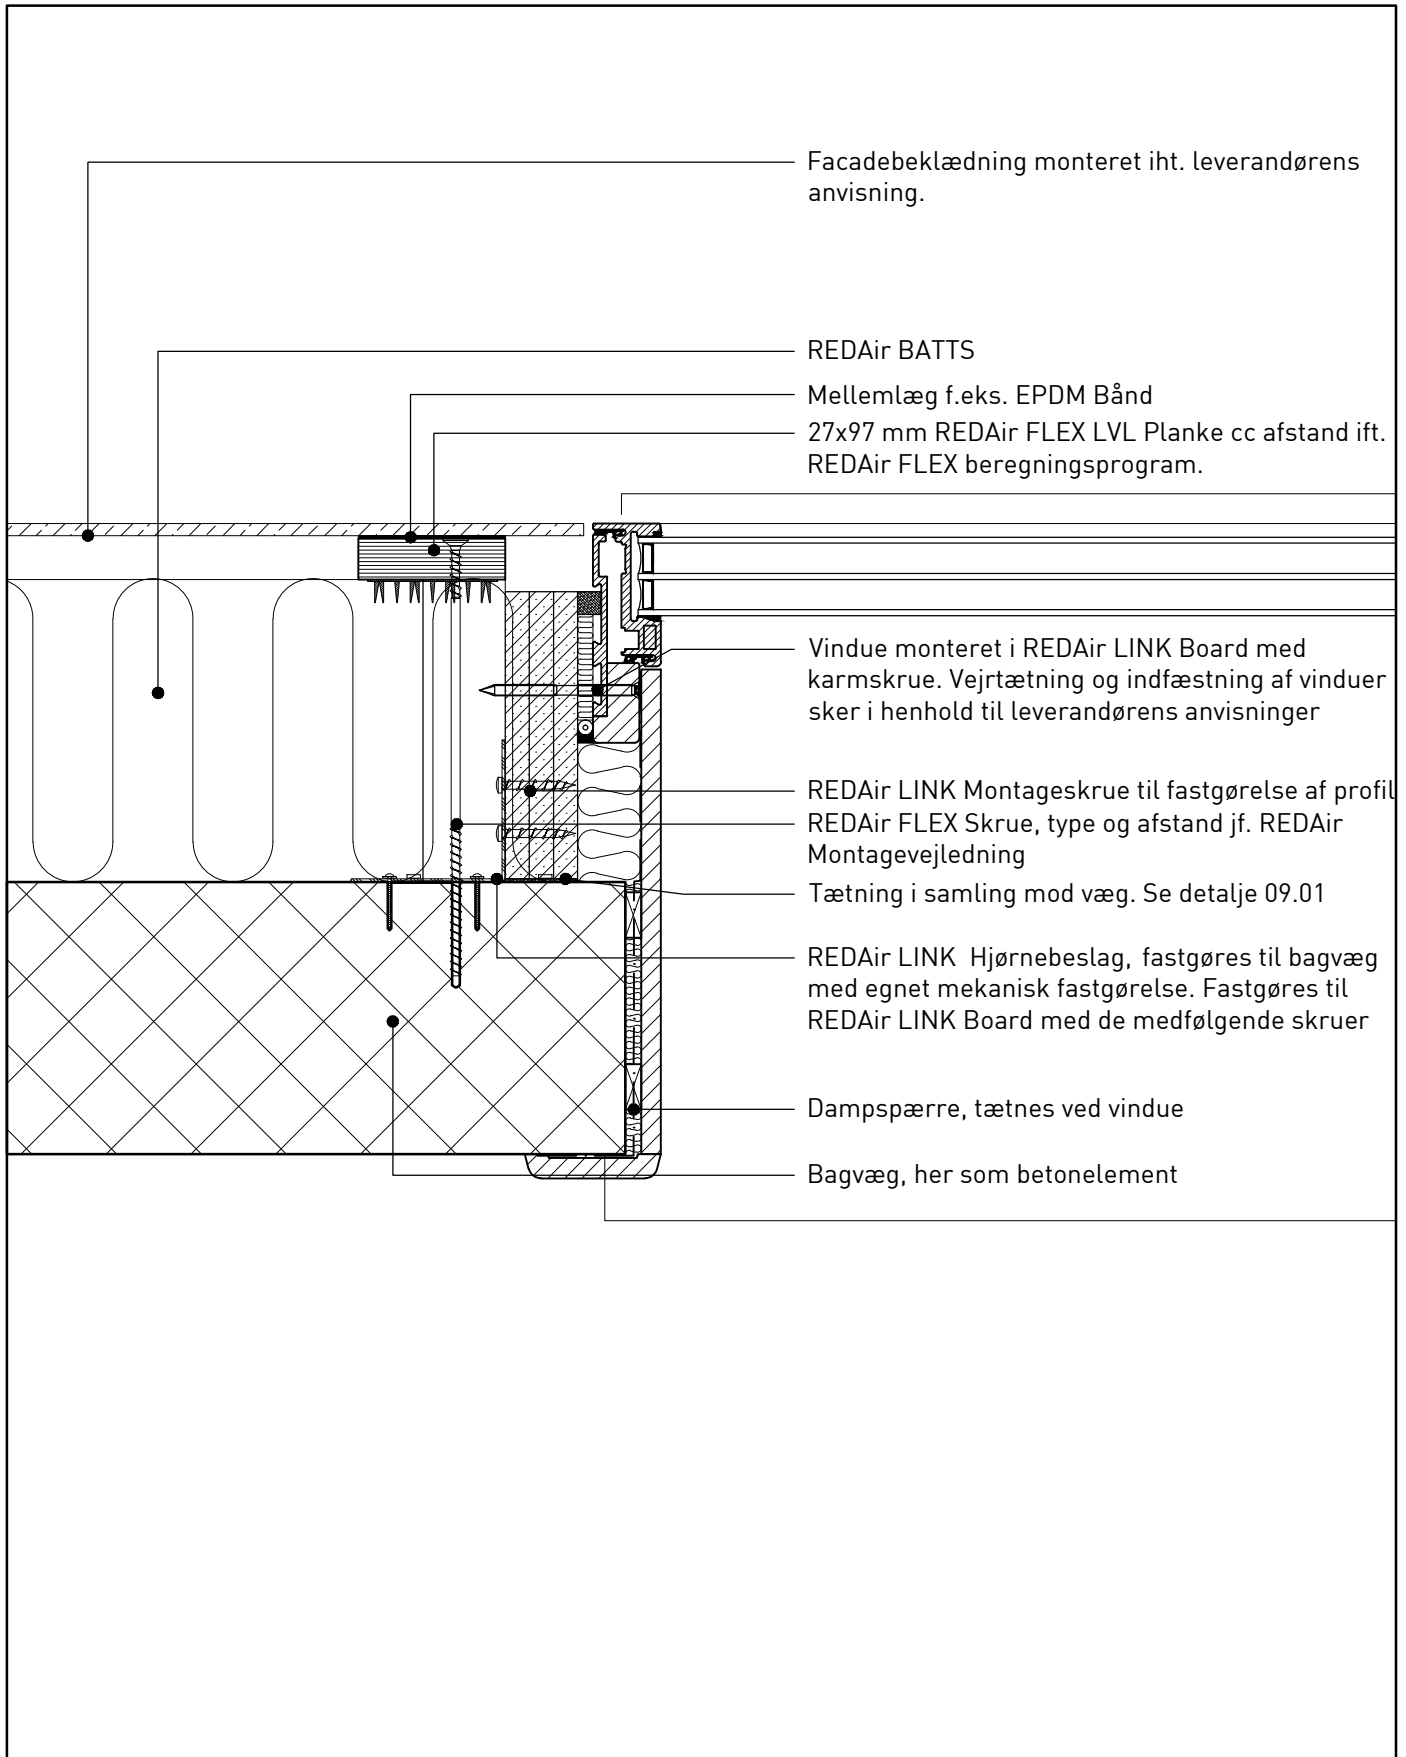 Facadebeklædning monteret iht. leverandørens
anvisning.
REDAir BATTS
Mellemlæg f.eks. EPDM Bånd
27x97 mm REDAir FLEX LVL Planke cc afstand ift.
REDAir FLEX beregningsprogram.
Vindue monteret i REDAir LINK Board med
karmskrue. Vejrtætning og indfæstning af vinduer
sker i henhold til leverandørens anvisninger
REDAir LINK Montageskrue til fastgørelse af profil
REDAir FLEX Skrue, type og afstand jf. REDAir
Montagevejledning
Tætning i samling mod væg. Se detalje 09.01
REDAir LINK  Hjørnebeslag, fastgøres til bagvæg
med egnet mekanisk fastgørelse. Fastgøres til
REDAir LINK Board med de medfølgende skruer
Dampspærre, tætnes ved vindue
Bagvæg, her som betonelement